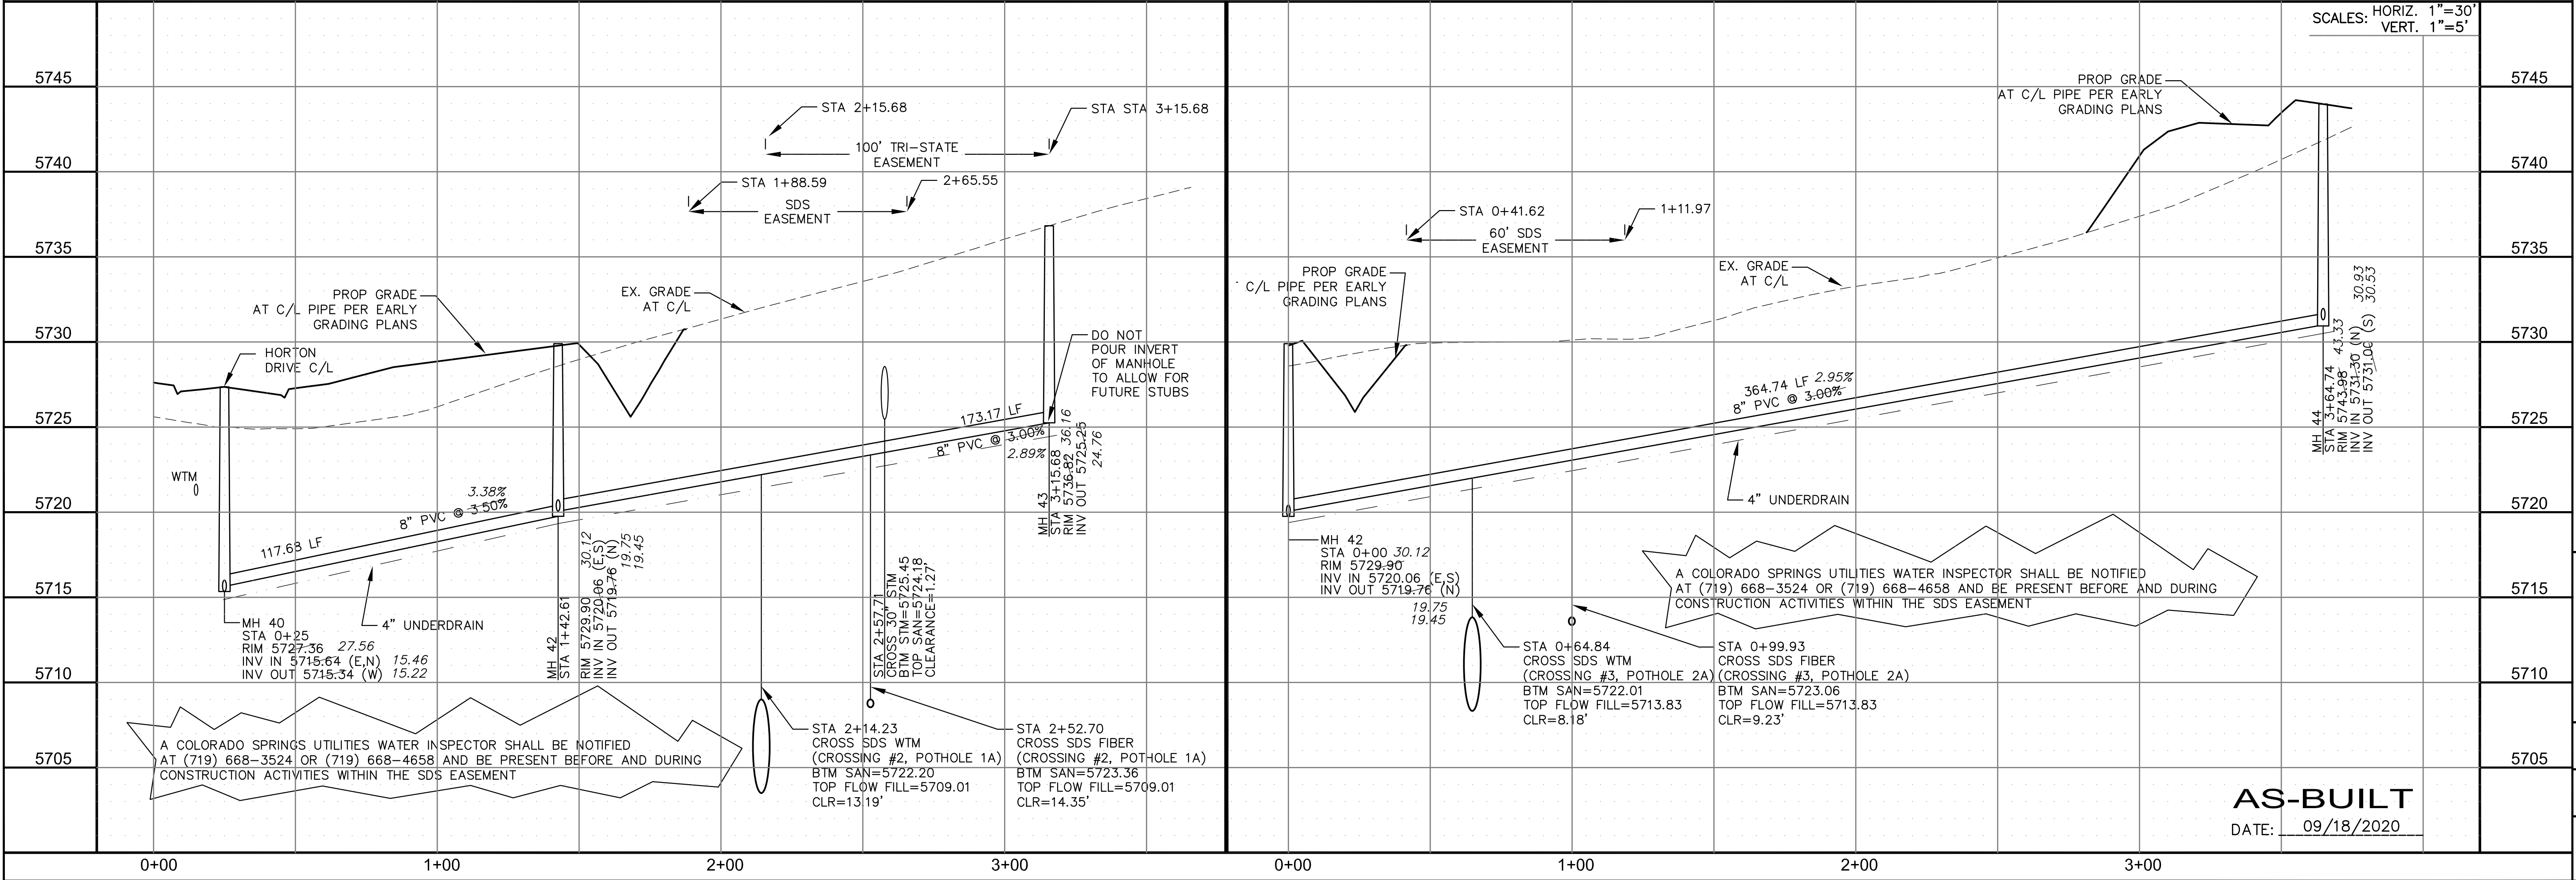 SCALES: HORIZ. 1"=30'
VERT. 1"=5'
5745
5740
5735
5730
5725
5720
5715
5710
5705
STA 2+15.68
STA STA 3+15.68
100' TRI-STATE
EASEMENT
STA 1+88.59
2+65.55
SDS
EASEMENT
PROP GRADE
AT C/L PIPE PER EARLY
GRADING PLANS
EX. GRADE
AT C/L
HORTON
DRIVE C/L
DO NOT
POUR INVERT
OF MANHOLE
TO ALLOW FOR
FUTURE STUBS
WTM
3.38%
8" PVC @ 3.50%
117.68 LF
173.17 LF
8" PVC @ 3.00%
2.89%
4" UNDERDRAIN
MH 40
STA 0+25
RIM 5727.36 27.56
INV IN 5715.64 (E,N) 15.46
INV OUT 5715.34 (W) 15.22
MH 42
STA 1+42.61
RIM 5729.90 30.12
INV IN 5720.06 (E,S) 19.75
INV OUT 5719.76 (N) 19.45
STA 2+57.71
CROSS 30" STM
BTM STM=5725.45
TOP SAN=5724.18
CLEARANCE=1.27'
MH 43
STA 3+15.68
RIM 5736.82 36.16
INV OUT 5725.25
24.76
A COLORADO SPRINGS UTILITIES WATER INSPECTOR SHALL BE NOTIFIED
AT (719) 668-3524 OR (719) 668-4658 AND BE PRESENT BEFORE AND DURING
CONSTRUCTION ACTIVITIES WITHIN THE SDS EASEMENT
STA 2+14.23
CROSS SDS WTM
(CROSSING #2, POTHOLE 1A)
BTM SAN=5722.20
TOP FLOW FILL=5709.01
CLR=13.19'
STA 2+52.70
CROSS SDS FIBER
(CROSSING #2, POTHOLE 1A)
BTM SAN=5723.36
TOP FLOW FILL=5709.01
CLR=14.35'
0+00
1+00
2+00
3+00
PROP GRADE
AT C/L PIPE PER EARLY
GRADING PLANS
STA 0+41.62
1+11.97
60' SDS
EASEMENT
PROP GRADE
C/L PIPE PER EARLY
GRADING PLANS
EX. GRADE
AT C/L
364.74 LF 2.95%
8" PVC @ 3.00%
4" UNDERDRAIN
MH 44
STA 3+64.74
RIM 5743.98 43.33
INV IN 5731.30 (N) 30.93
INV OUT 5731.00 (S) 30.53
MH 42
STA 0+00 30.12
RIM 5729.90
INV IN 5720.06 (E,S)
INV OUT 5719.76 (N)
19.75
19.45
A COLORADO SPRINGS UTILITIES WATER INSPECTOR SHALL BE NOTIFIED
AT (719) 668-3524 OR (719) 668-4658 AND BE PRESENT BEFORE AND DURING
CONSTRUCTION ACTIVITIES WITHIN THE SDS EASEMENT
STA 0+64.84
CROSS SDS WTM
(CROSSING #3, POTHOLE 2A)
BTM SAN=5722.01
TOP FLOW FILL=5713.83
CLR=8.18'
STA 0+99.93
CROSS SDS FIBER
(CROSSING #3, POTHOLE 2A)
BTM SAN=5723.06
TOP FLOW FILL=5713.83
CLR=9.23'
0+00
1+00
2+00
3+00
5745
5740
5735
5730
5725
5720
5715
5710
5705
AS-BUILT
DATE: 09/18/2020